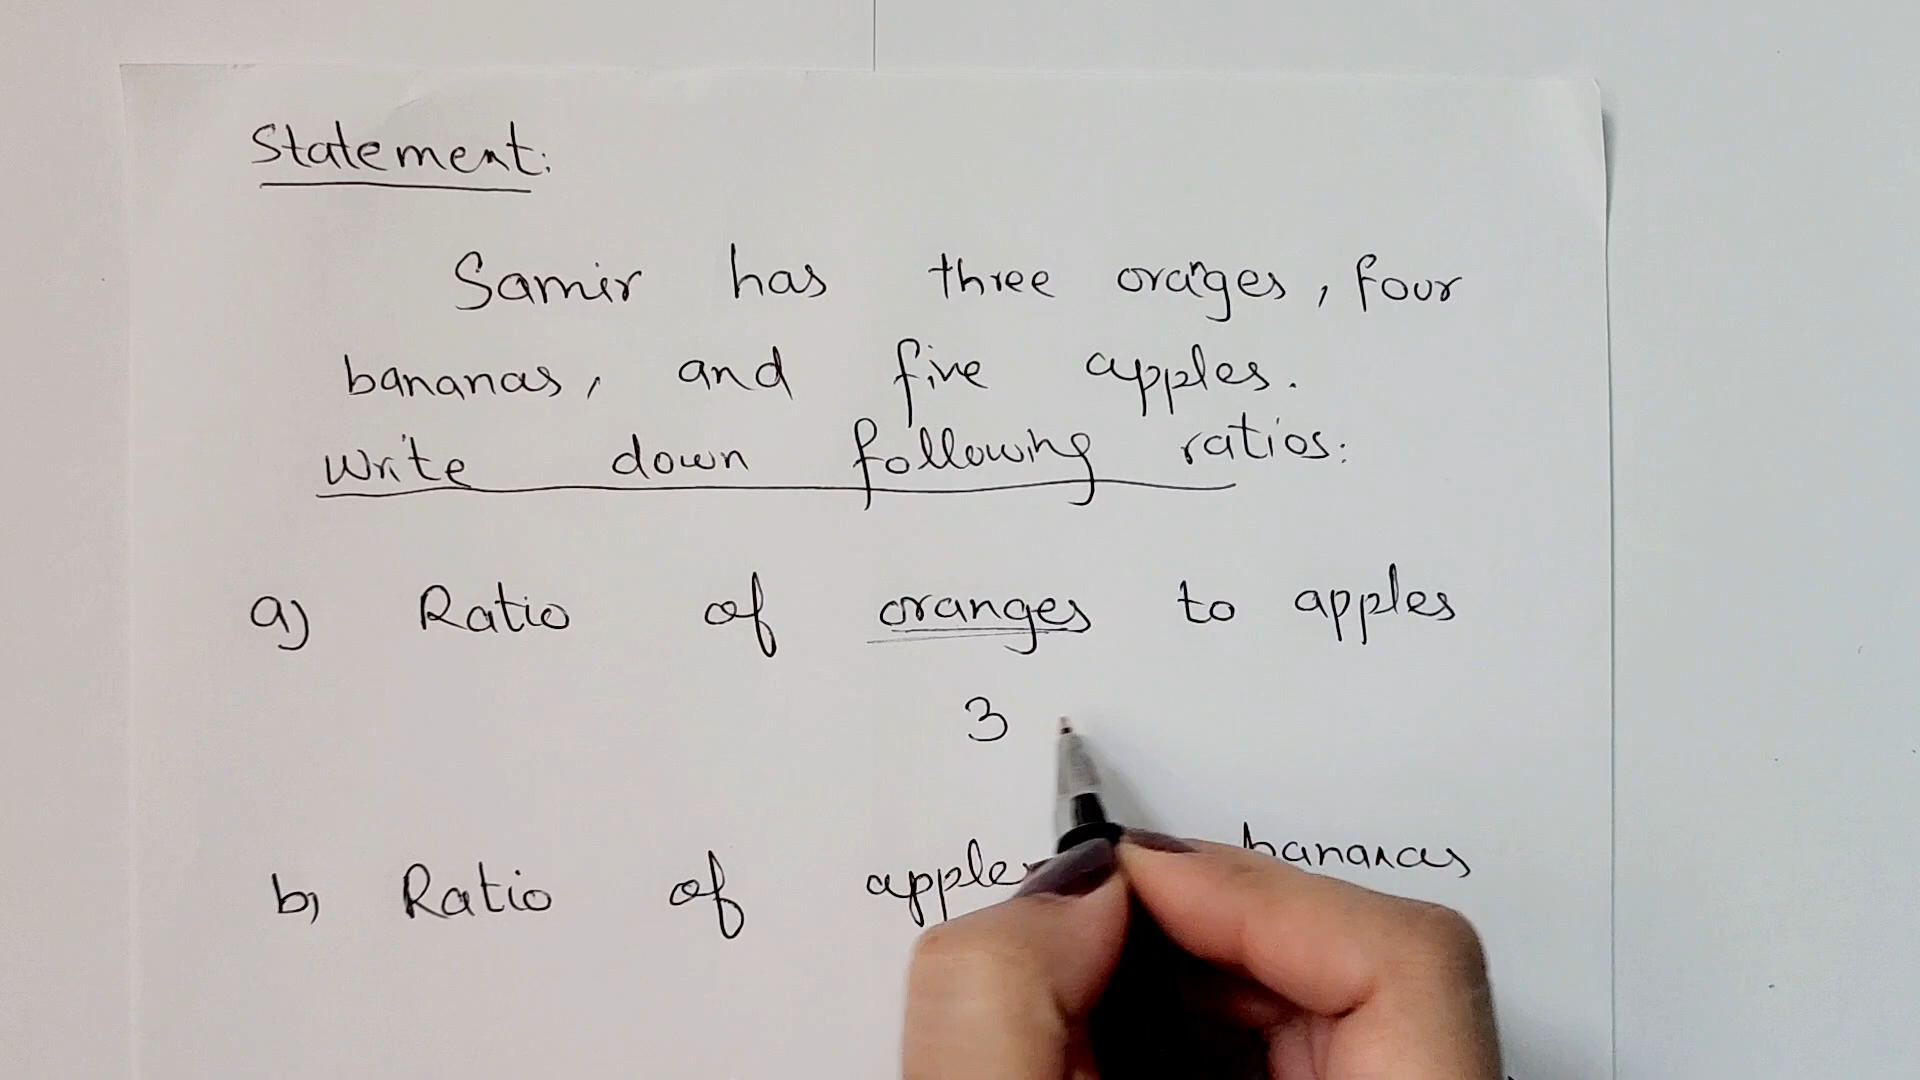 Statement:
Samir has three oranges, four
bananas, and five apples.
Write down following ratios:
a) Ratio of oranges to apples
3
b) Ratio of apple bananas